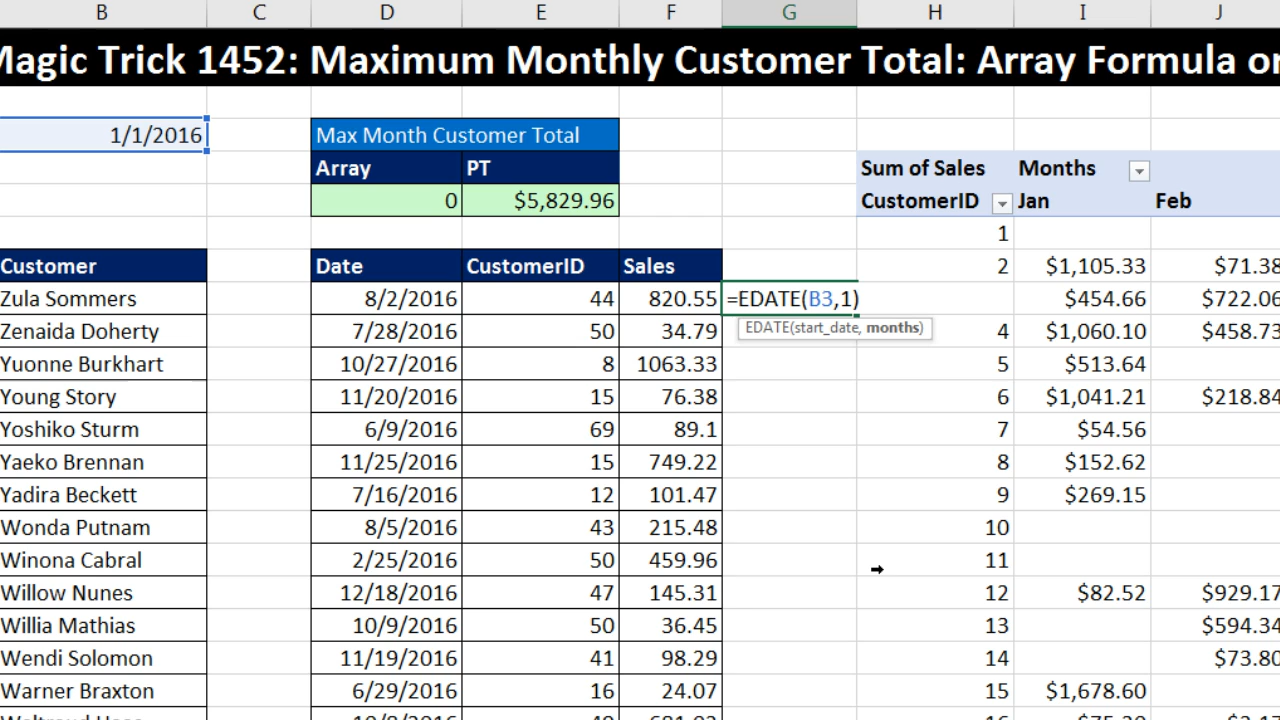 B C D E F G H I J
Magic Trick 1452: Maximum Monthly Customer Total: Array Formula or
1/1/2016 Max Month Customer Total
Array PT Sum of Sales Months
0 $5,829.96 CustomerID Jan Feb
1
Customer Date CustomerID Sales 2 $1,105.33 $71.38
Zula Sommers 8/2/2016 44 820.55 =EDATE(B3,1) $454.66 $722.06
EDATE(start_date, months)
Zenaida Doherty 7/28/2016 50 34.79 4 $1,060.10 $458.73
Yuonne Burkhart 10/27/2016 8 1063.33 5 $513.64
Young Story 11/20/2016 15 76.38 6 $1,041.21 $218.84
Yoshiko Sturm 6/9/2016 69 89.1 7 $54.56
Yaeko Brennan 11/25/2016 15 749.22 8 $152.62
Yadira Beckett 7/16/2016 12 101.47 9 $269.15
Wonda Putnam 8/5/2016 43 215.48 10
Winona Cabral 2/25/2016 50 459.96 11
Willow Nunes 12/18/2016 47 145.31 12 $82.52 $929.17
Willia Mathias 10/9/2016 50 36.45 13 $594.34
Wendi Solomon 11/19/2016 41 98.29 14 $73.80
Warner Braxton 6/29/2016 16 24.07 15 $1,678.60